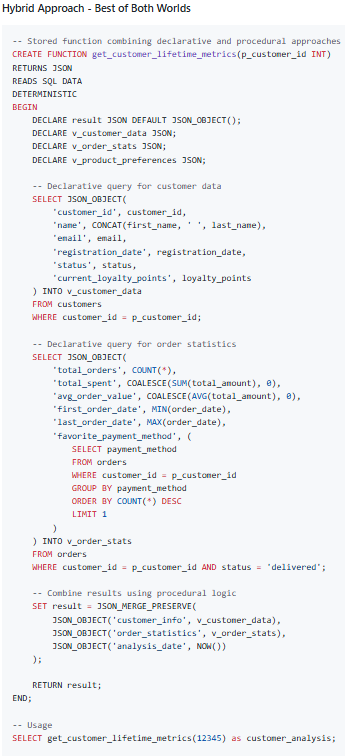 Hybrid Approach - Best of Both Worlds
-- Stored function combining declarative and procedural approaches
CREATE FUNCTION get_customer_lifetime_metrics(p_customer_id INT)
RETURNS JSON
READS SQL DATA
DETERMINISTIC
BEGIN
    DECLARE result JSON DEFAULT JSON_OBJECT();
    DECLARE v_customer_data JSON;
    DECLARE v_order_stats JSON;
    DECLARE v_product_preferences JSON;
    -- Declarative query for customer data
    SELECT JSON_OBJECT(
        'customer_id', customer_id,
        'name', CONCAT(first_name, ' ', last_name),
        'email', email,
        'registration_date', registration_date,
        'status', status,
        'current_loyalty_points', loyalty_points
    ) INTO v_customer_data
    FROM customers
    WHERE customer_id = p_customer_id;
    -- Declarative query for order statistics
    SELECT JSON_OBJECT(
        'total_orders', COUNT(*),
        'total_spent', COALESCE(SUM(total_amount), 0),
        'avg_order_value', COALESCE(AVG(total_amount), 0),
        'first_order_date', MIN(order_date),
        'last_order_date', MAX(order_date),
        'favorite_payment_method', (
            SELECT payment_method
            FROM orders
            WHERE customer_id = p_customer_id
            GROUP BY payment_method
            ORDER BY COUNT(*) DESC
            LIMIT 1
        )
    ) INTO v_order_stats
    FROM orders
    WHERE customer_id = p_customer_id AND status = 'delivered';
    -- Combine results using procedural logic
    SET result = JSON_MERGE_PRESERVE(
        JSON_OBJECT('customer_info', v_customer_data),
        JSON_OBJECT('order_statistics', v_order_stats),
        JSON_OBJECT('analysis_date', NOW())
    );
    RETURN result;
END;
-- Usage
SELECT get_customer_lifetime_metrics(12345) as customer_analysis;